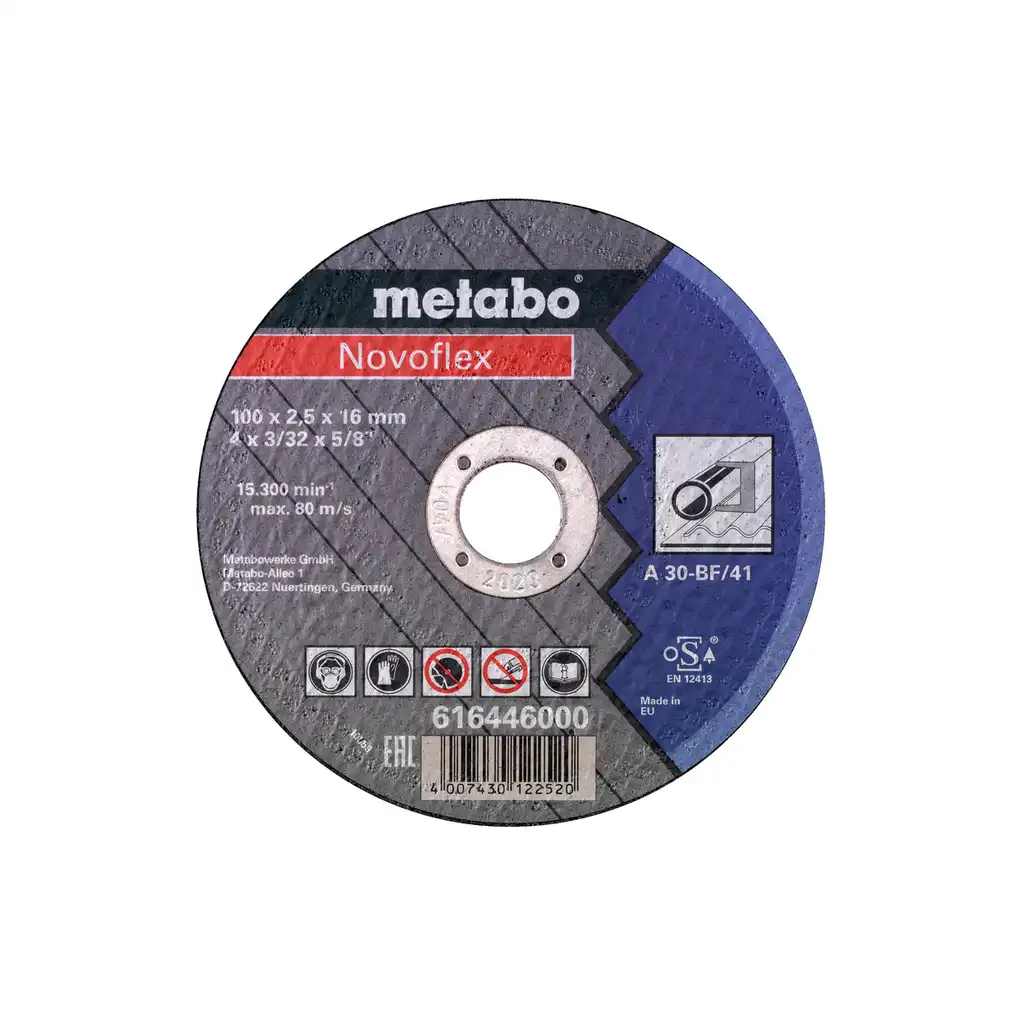 metabo®
Novoflex
100 x 2,5 x 16 mm
4 x 3/32 x 5/8"
15.300 min⁻¹
max. 80 m/s
Metabowerke GmbH
Metabo-Allee 1
D-72622 Nuertingen, Germany
A 30-BF/41
oSa®
EN 12413
Made in
EU
616446000
EAC
4 007430 122520